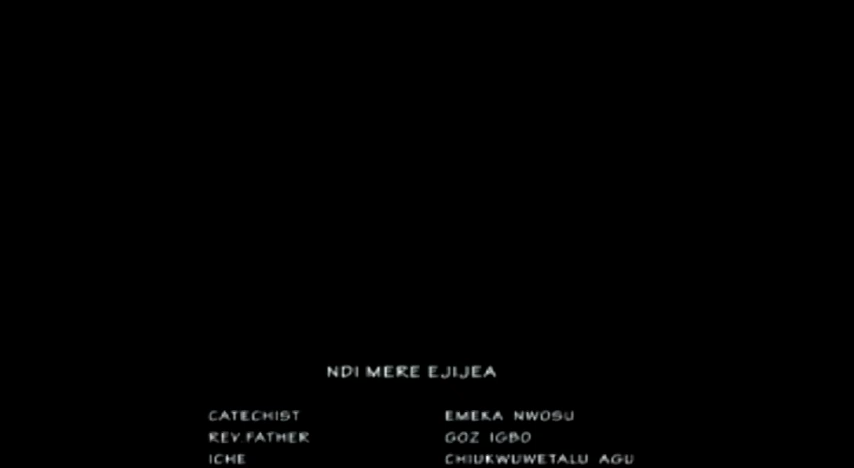 NDI MERE EJIJEA
CATECHIST EMEKA NWOSU
REV.FATHER GOZ IGBO
ICHE CHIUKWUWETALU AGU